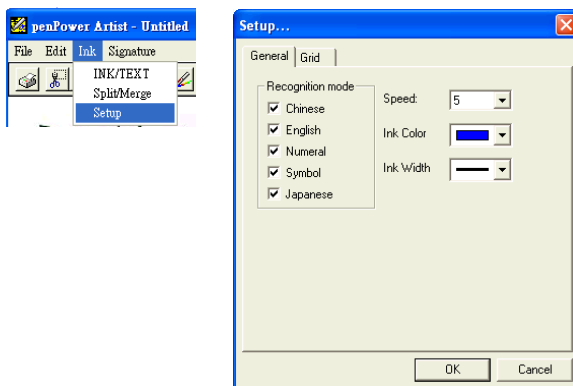 penPower Artist - Untitled
File Edit Ink Signature
INK/TEXT
Split/Merge
Setup
Setup...
General Grid
Recognition mode
Chinese
English
Numeral
Symbol
Japanese
Speed: 5
Ink Color
Ink Width
OK Cancel